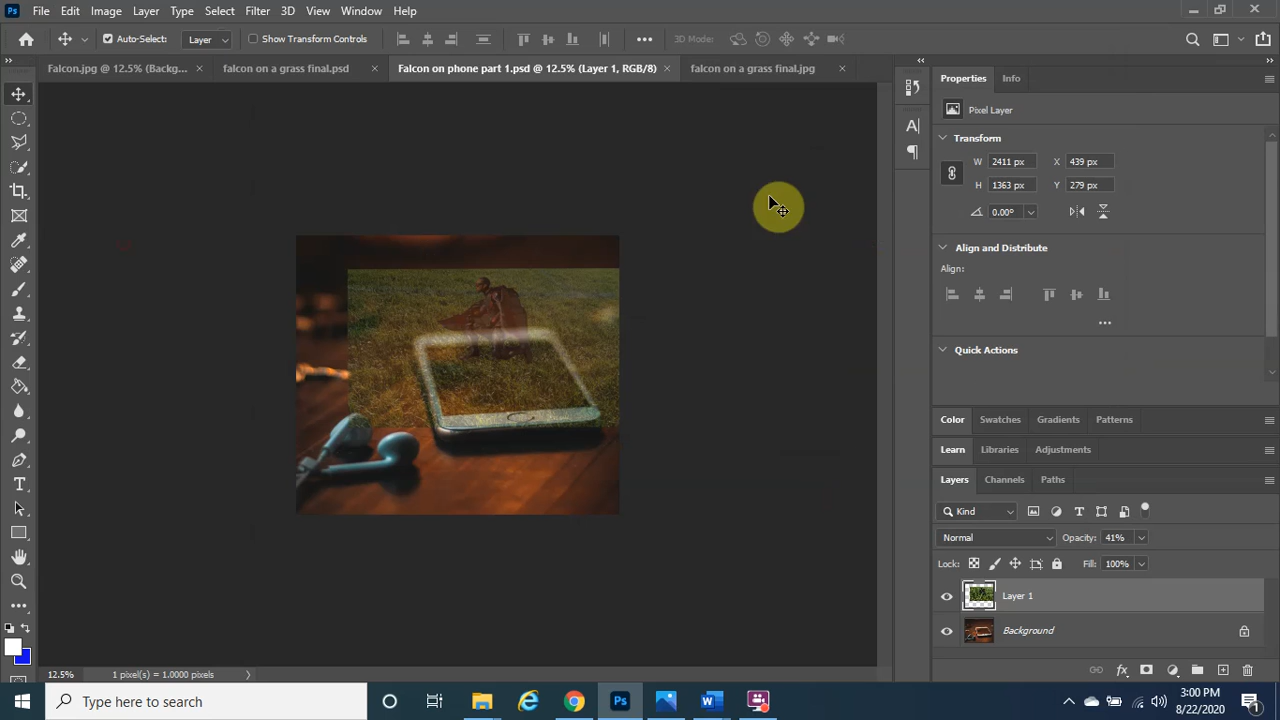 Ps File Edit Image Layer Type Select Filter 3D View Window Help
Auto-Select: Layer Show Transform Controls 3D Mode:
Falcon.jpg @ 12.5% (Backg... × falcon on a grass final.psd × Falcon on phone part 1.psd @ 12.5% (Layer 1, RGB/8) × falcon on a grass final.jpg ×
Properties Info
Pixel Layer
Transform
W 2411 px X 439 px
H 1363 px Y 279 px
0.00°
Align and Distribute
Align:
Quick Actions
Color Swatches Gradients Patterns
Learn Libraries Adjustments
Layers Channels Paths
Kind
Normal Opacity: 41%
Lock: Fill: 100%
Layer 1
Background
12.5% 1 pixel(s) = 1.0000 pixels
Type here to search
Ps
3:00 PM
8/22/2020
1